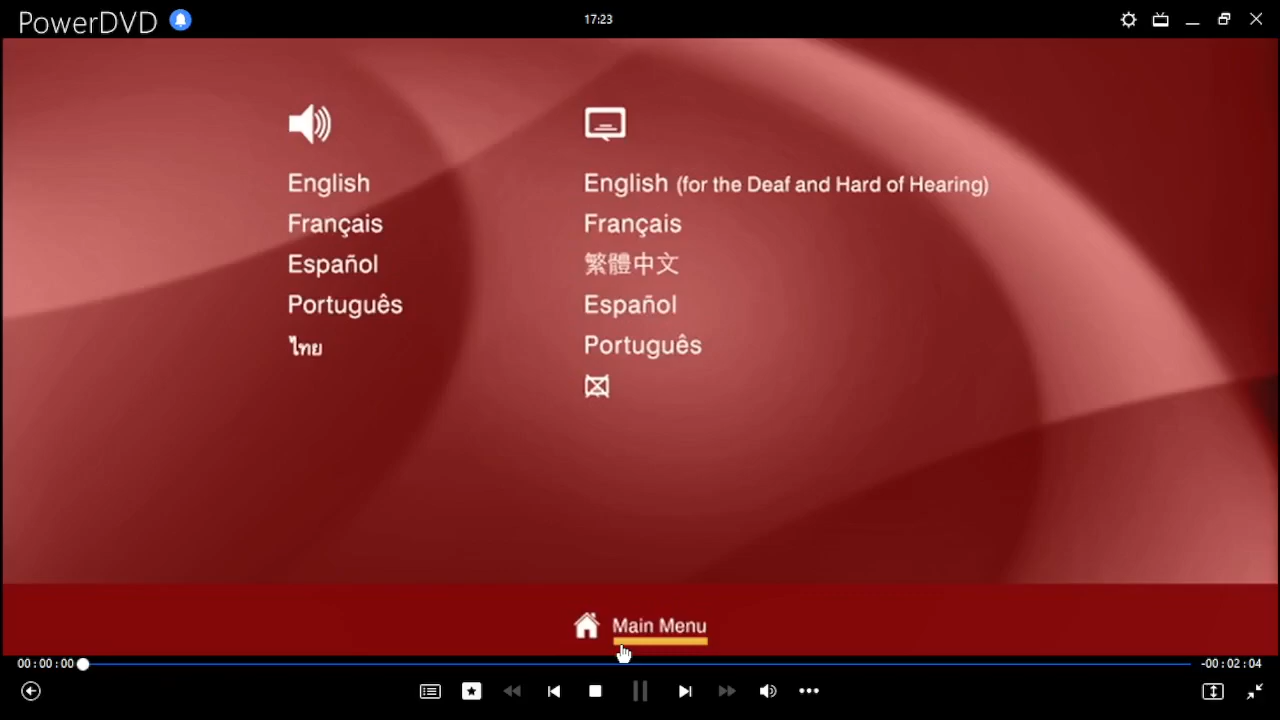 PowerDVD
17:23
English
Français
Español
Português
ไทย
English (for the Deaf and Hard of Hearing)
Français
繁體中文
Español
Português
Main Menu
00:00:00
-00:02:04